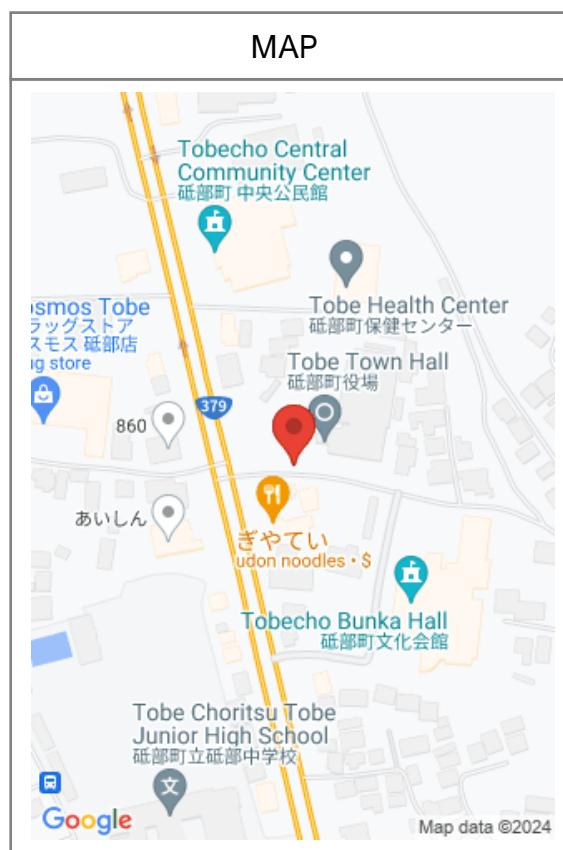 MAP
Tobecho Central
Community Center
砥部町 中央公民館
Tobe Health Center
砥部町保健センター
osmos Tobe
ラッグストア
スモス 砥部店
ug store
Tobe Town Hall
砥部町役場
379
860
あいしん
ぎやてい
udon noodles • $
Tobecho Bunka Hall
砥部町文化会館
Tobe Choritsu Tobe
Junior High School
砥部町立砥部中学校
文
Google
Map data ©2024